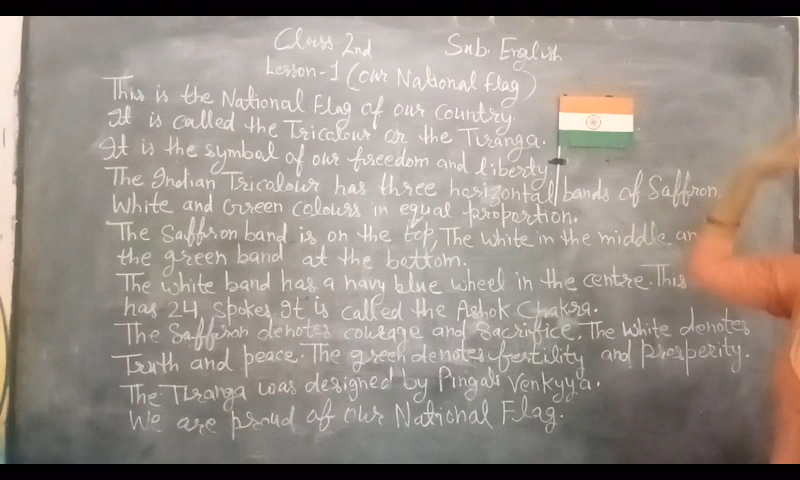 Class 2nd Sub. English
Lesson-1 (our National flag)
This is the National Flag of our country
It is called the Tricolour or the Tiranga.
It is the symbol of our freedom and liberty
The Indian Tricolour has three horizontal bands of Saffron
White and Green colours in equal proportion.
The Saffron band is on the top, The white in the middle an
the green band at the bottom.
The white band has a navy blue wheel in the centre. This
has 24, spokes It is called the Ashok Chakra.
The Saffron denotes courage and Sacrifice. The white denotes
Truth and peace. The green denotes fertility and prosperity.
The Tiranga was designed by Pingali Venkyya.
We are proud of our National Flag.